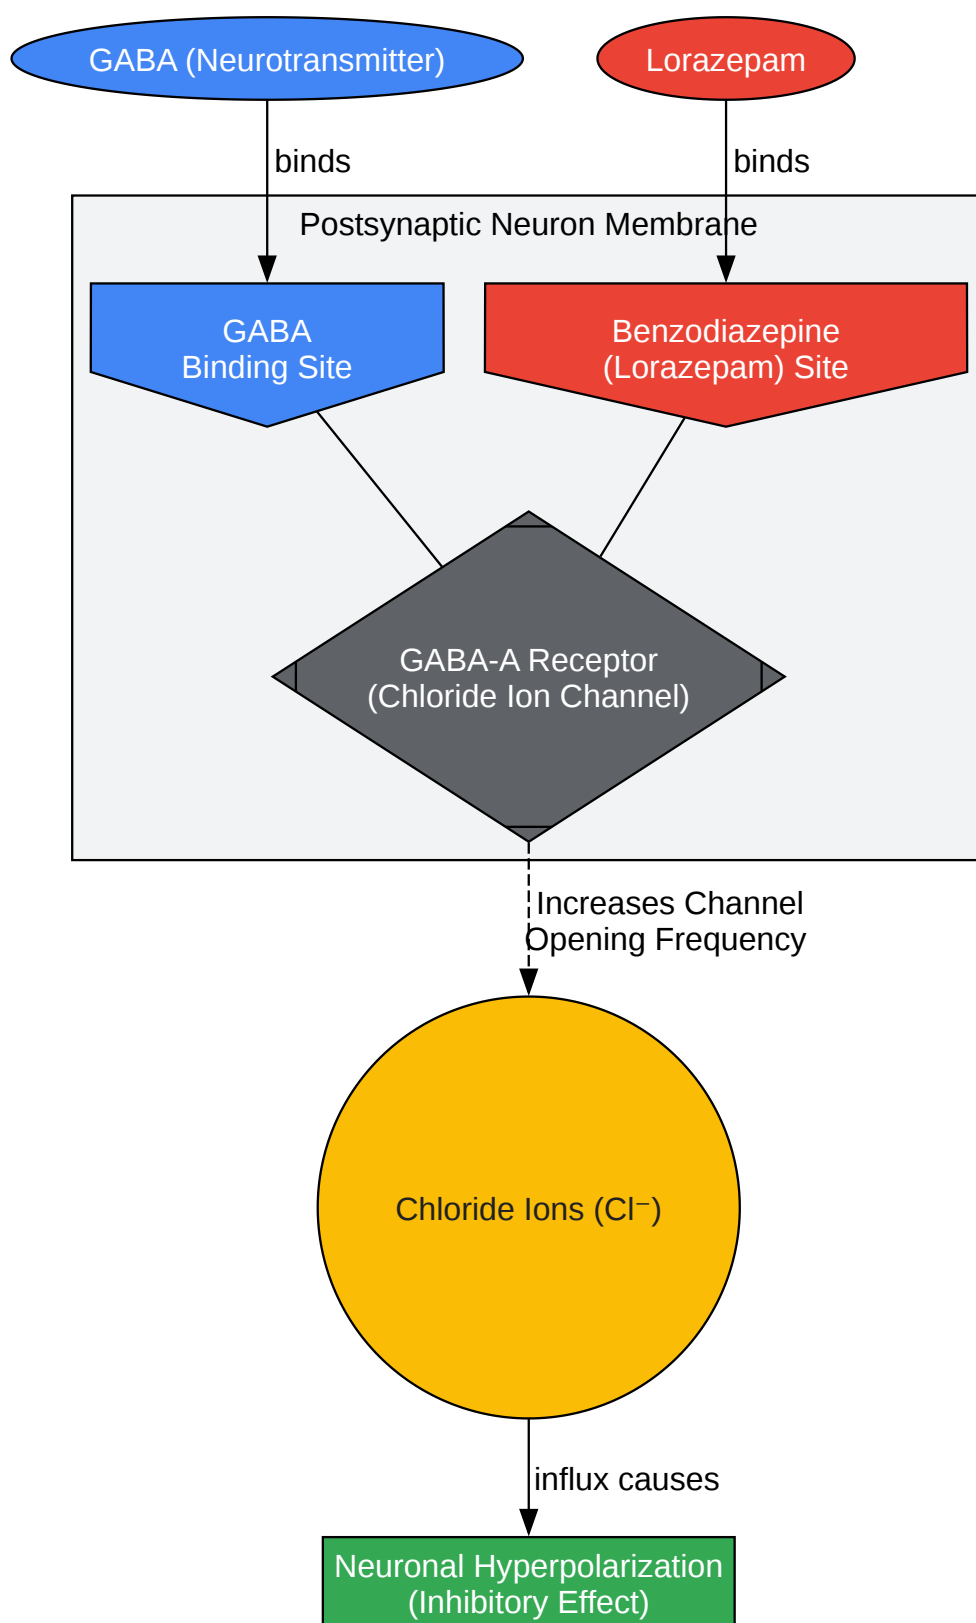 GABA (Neurotransmitter)
Lorazepam
binds
binds
Postsynaptic Neuron Membrane
GABA
Binding Site
Benzodiazepine
(Lorazepam) Site
GABA-A Receptor
(Chloride Ion Channel)
Increases Channel
Opening Frequency
Chloride Ions (Cl⁻)
influx causes
Neuronal Hyperpolarization
(Inhibitory Effect)